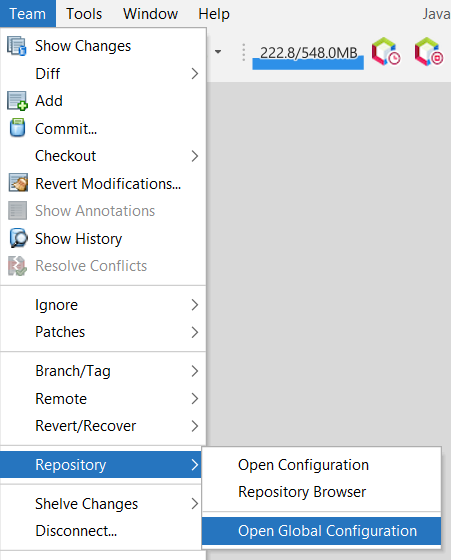 Team Tools Window Help Java
Show Changes
222.8/548.0MB
Diff
Add
Commit...
Checkout
Revert Modifications...
Show Annotations
Show History
Resolve Conflicts
Ignore
Patches
Branch/Tag
Remote
Revert/Recover
Repository
Open Configuration
Repository Browser
Open Global Configuration
Shelve Changes
Disconnect...